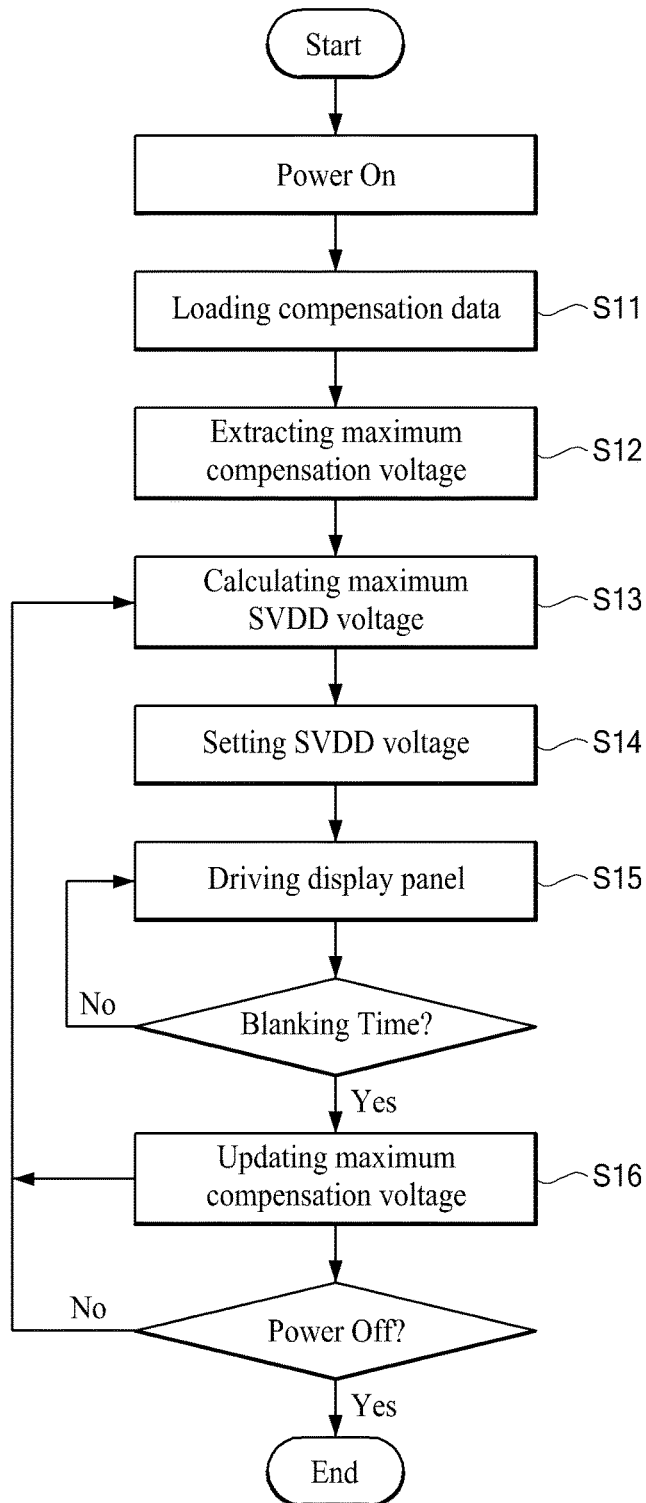 Start
Power On
Loading compensation data
S11
Extracting maximum
compensation voltage
S12
Calculating maximum
SVDD voltage
S13
Setting SVDD voltage
S14
Driving display panel
S15
No
Blanking Time?
Yes
Updating maximum
compensation voltage
S16
No
Power Off?
Yes
End